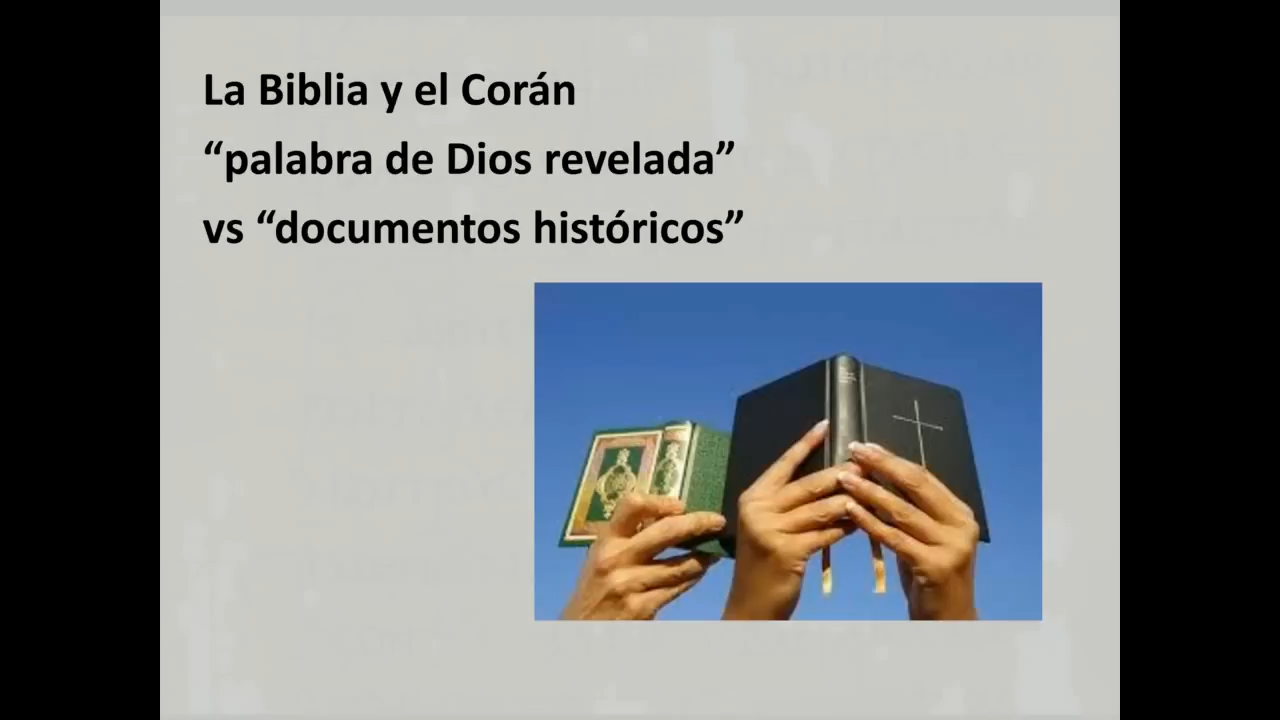 La Biblia y el Corán
“palabra de Dios revelada”
vs “documentos históricos”